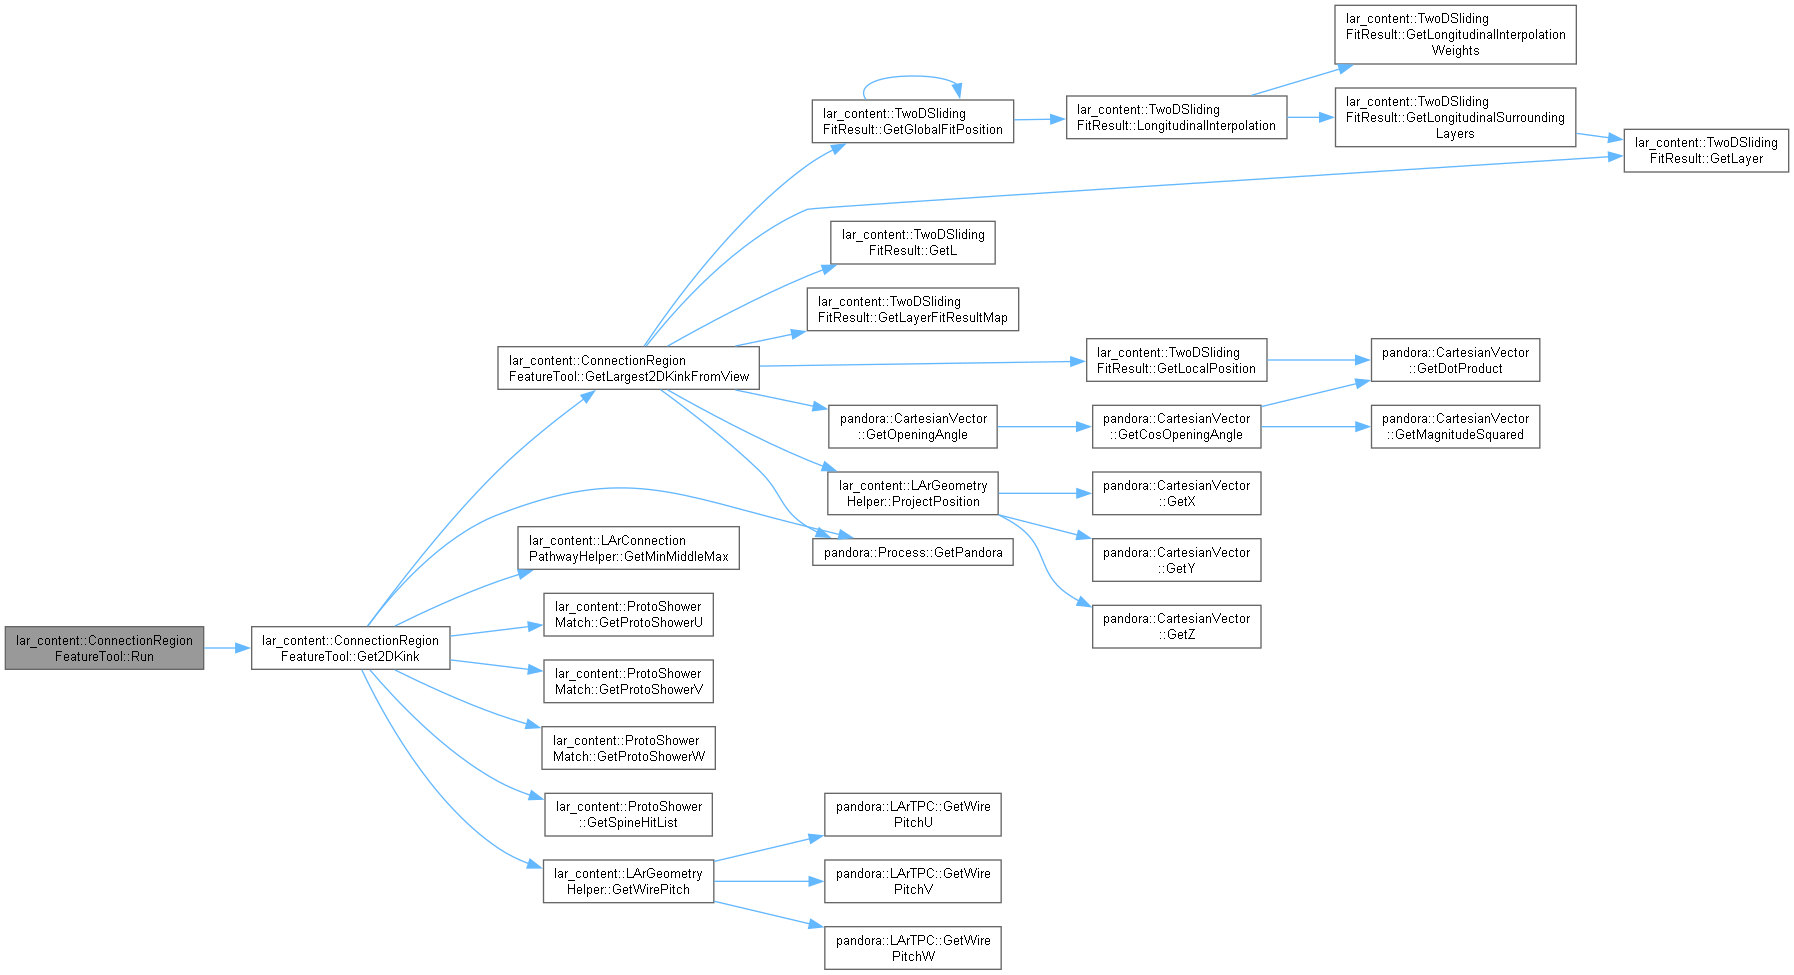 lar_content::TwoDSliding
FitResult::GetLongitudinalInterpolation
Weights
lar_content::TwoDSliding
FitResult::GetGlobalFitPosition
lar_content::TwoDSliding
FitResult::LongitudinalInterpolation
lar_content::TwoDSliding
FitResult::GetLongitudinalSurrounding
Layers
lar_content::TwoDSliding
FitResult::GetLayer
lar_content::TwoDSliding
FitResult::GetL
lar_content::TwoDSliding
FitResult::GetLayerFitResultMap
lar_content::ConnectionRegion
FeatureTool::GetLargest2DKinkFromView
lar_content::TwoDSliding
FitResult::GetLocalPosition
pandora::CartesianVector
::GetDotProduct
pandora::CartesianVector
::GetOpeningAngle
pandora::CartesianVector
::GetCosOpeningAngle
pandora::CartesianVector
::GetMagnitudeSquared
lar_content::LArGeometry
Helper::ProjectPosition
pandora::CartesianVector
::GetX
lar_content::LArConnection
PathwayHelper::GetMinMiddleMax
pandora::Process::GetPandora
pandora::CartesianVector
::GetY
lar_content::ProtoShower
Match::GetProtoShowerU
pandora::CartesianVector
::GetZ
lar_content::ConnectionRegion
FeatureTool::Run
lar_content::ConnectionRegion
FeatureTool::Get2DKink
lar_content::ProtoShower
Match::GetProtoShowerV
lar_content::ProtoShower
Match::GetProtoShowerW
lar_content::ProtoShower
::GetSpineHitList
pandora::LArTPC::GetWire
PitchU
lar_content::LArGeometry
Helper::GetWirePitch
pandora::LArTPC::GetWire
PitchV
pandora::LArTPC::GetWire
PitchW